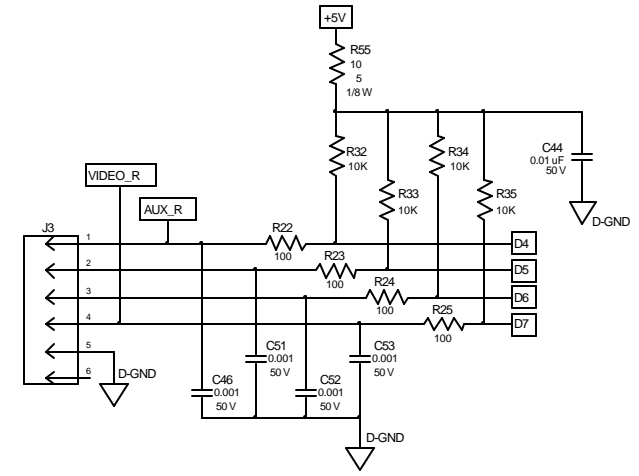 +5V
R55
10
5
1/8 W
R32
10K
R34
10K
C44
0.01 uF
50 V
VIDEO_R
R33
10K
R35
10K
AUX_R
D-GND
J3
R22
1
100
D4
2
R23
100
D5
3
R24
100
D6
4
R25
100
D7
5
6
D-GND
C51
0.001
50 V
C53
0.001
50 V
C46
0.001
50 V
C52
0.001
50 V
D-GND